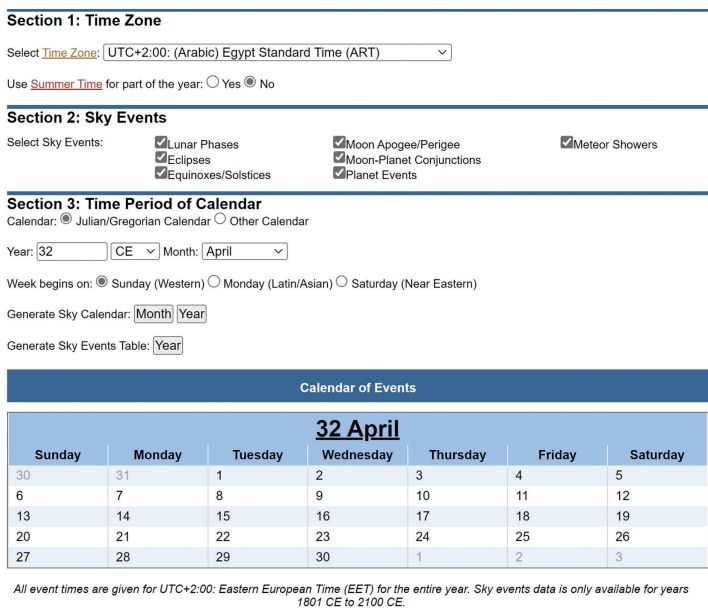 Section 1: Time Zone
Select Time Zone: UTC+2:00: (Arabic) Egypt Standard Time (ART)
Use Summer Time for part of the year: Yes No
Section 2: Sky Events
Select Sky Events: Lunar Phases Moon Apogee/Perigee Meteor Showers
Eclipses Moon-Planet Conjunctions
Equinoxes/Solstices Planet Events
Section 3: Time Period of Calendar
Calendar: Julian/Gregorian Calendar Other Calendar
Year: 32 CE Month: April
Week begins on: Sunday (Western) Monday (Latin/Asian) Saturday (Near Eastern)
Generate Sky Calendar: Month Year
Generate Sky Events Table: Year
Calendar of Events
32 April
Sunday Monday Tuesday Wednesday Thursday Friday Saturday
30 31 1 2 3 4 5
6 7 8 9 10 11 12
13 14 15 16 17 18 19
20 21 22 23 24 25 26
27 28 29 30 1 2 3
All event times are given for UTC+2:00: Eastern European Time (EET) for the entire year. Sky events data is only available for years
1801 CE to 2100 CE.